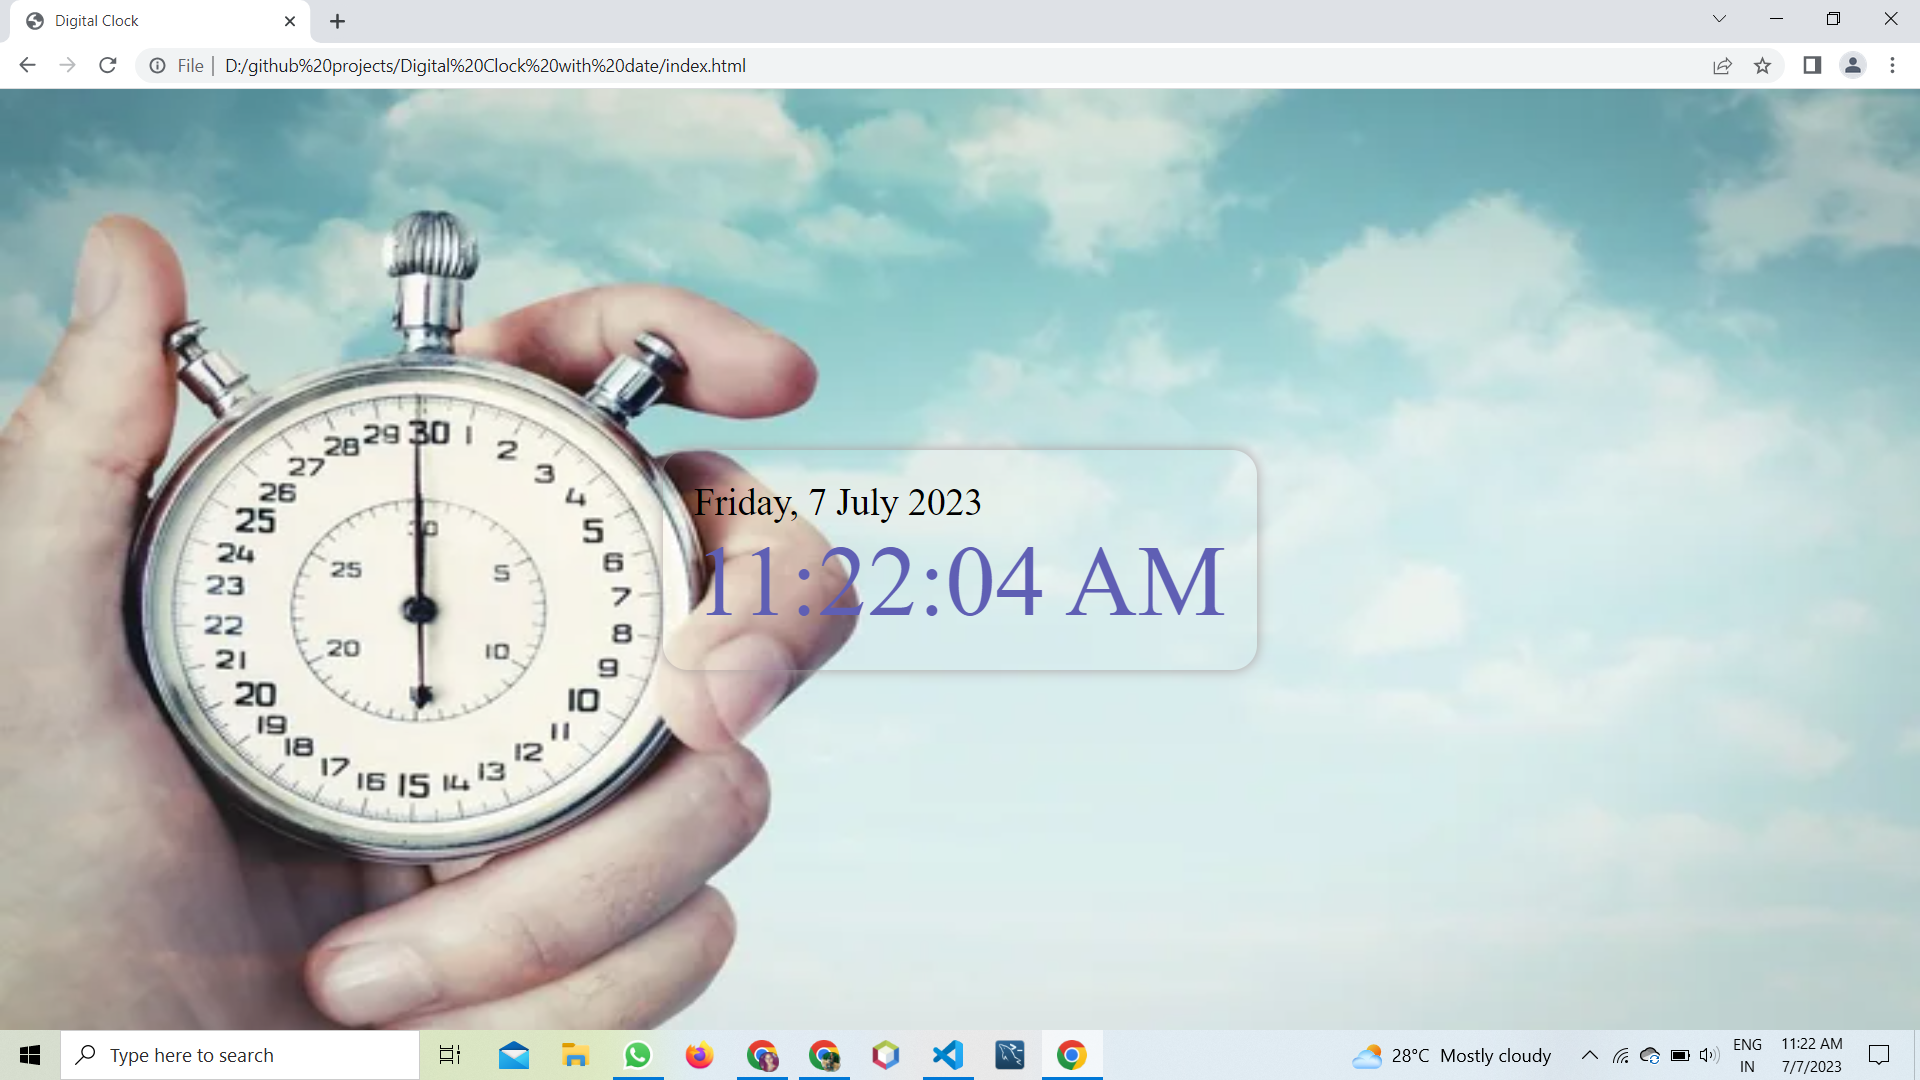 Digital Clock
File
D:/github%20projects/Digital%20Clock%20with%20date/index.html
29 30 1
28 2
27 3
26 4
25 5
24 6
23 7
22 8
21 9
20 10
19 11
18 12
17 13
16 15 14
30
25 5
20 10
Friday, 7 July 2023
11:22:04 AM
Type here to search
28°C Mostly cloudy
ENG
IN
11:22 AM
7/7/2023